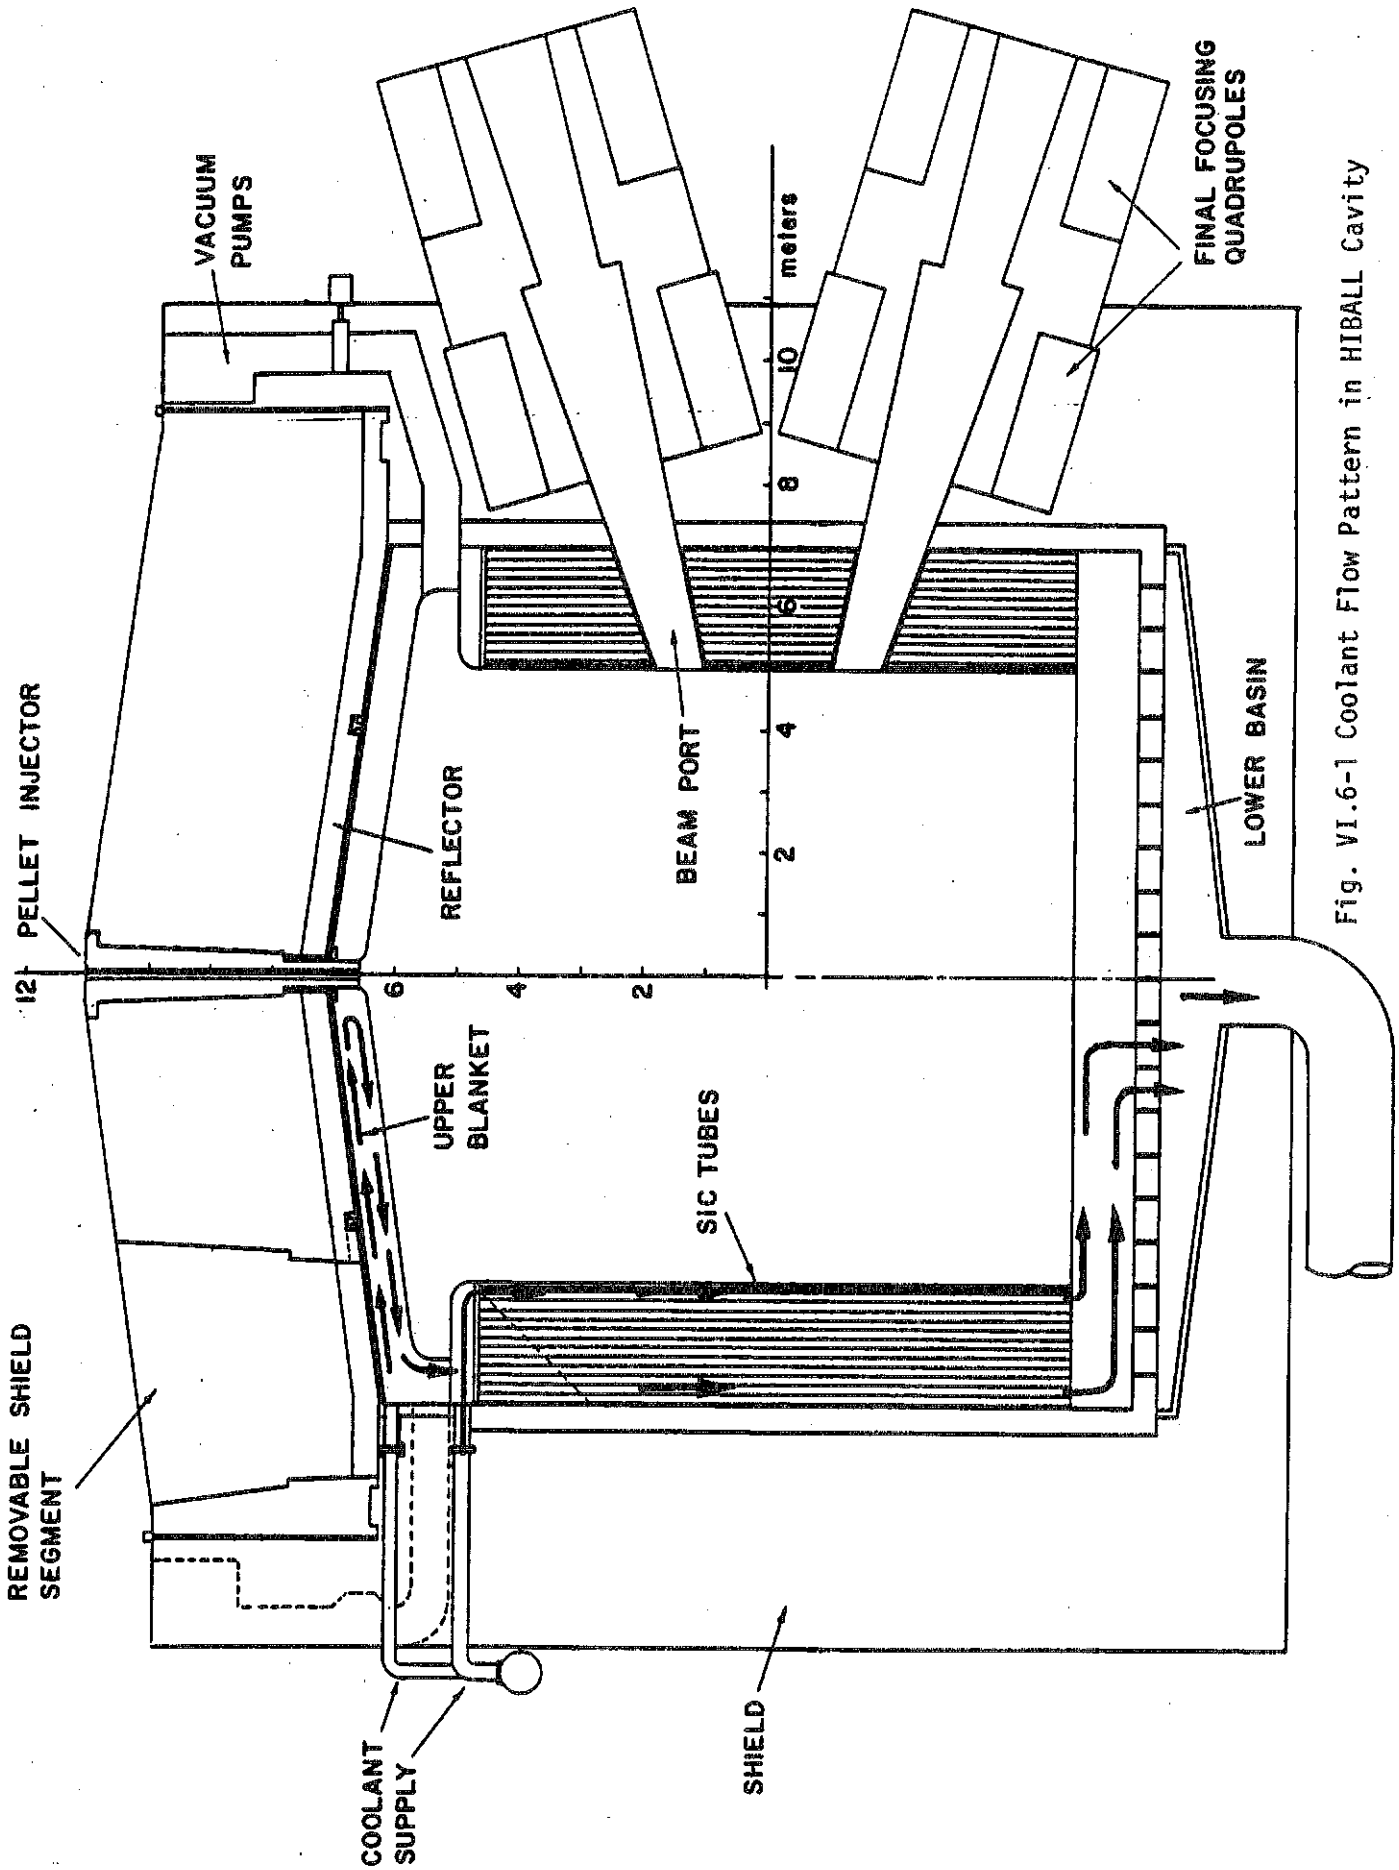 REMOVABLE SHIELD
SEGMENT
12
PELLET INJECTOR
VACUUM
PUMPS
COOLANT
SUPPLY
UPPER
BLANKET
REFLECTOR
6
4
2
SIC TUBES
BEAM PORT
2
4
6
8
10
meters
SHIELD
LOWER BASIN
FINAL FOCUSING
QUADRUPOLES
Fig. VI.6-1 Coolant Flow Pattern in HIBALL Cavity